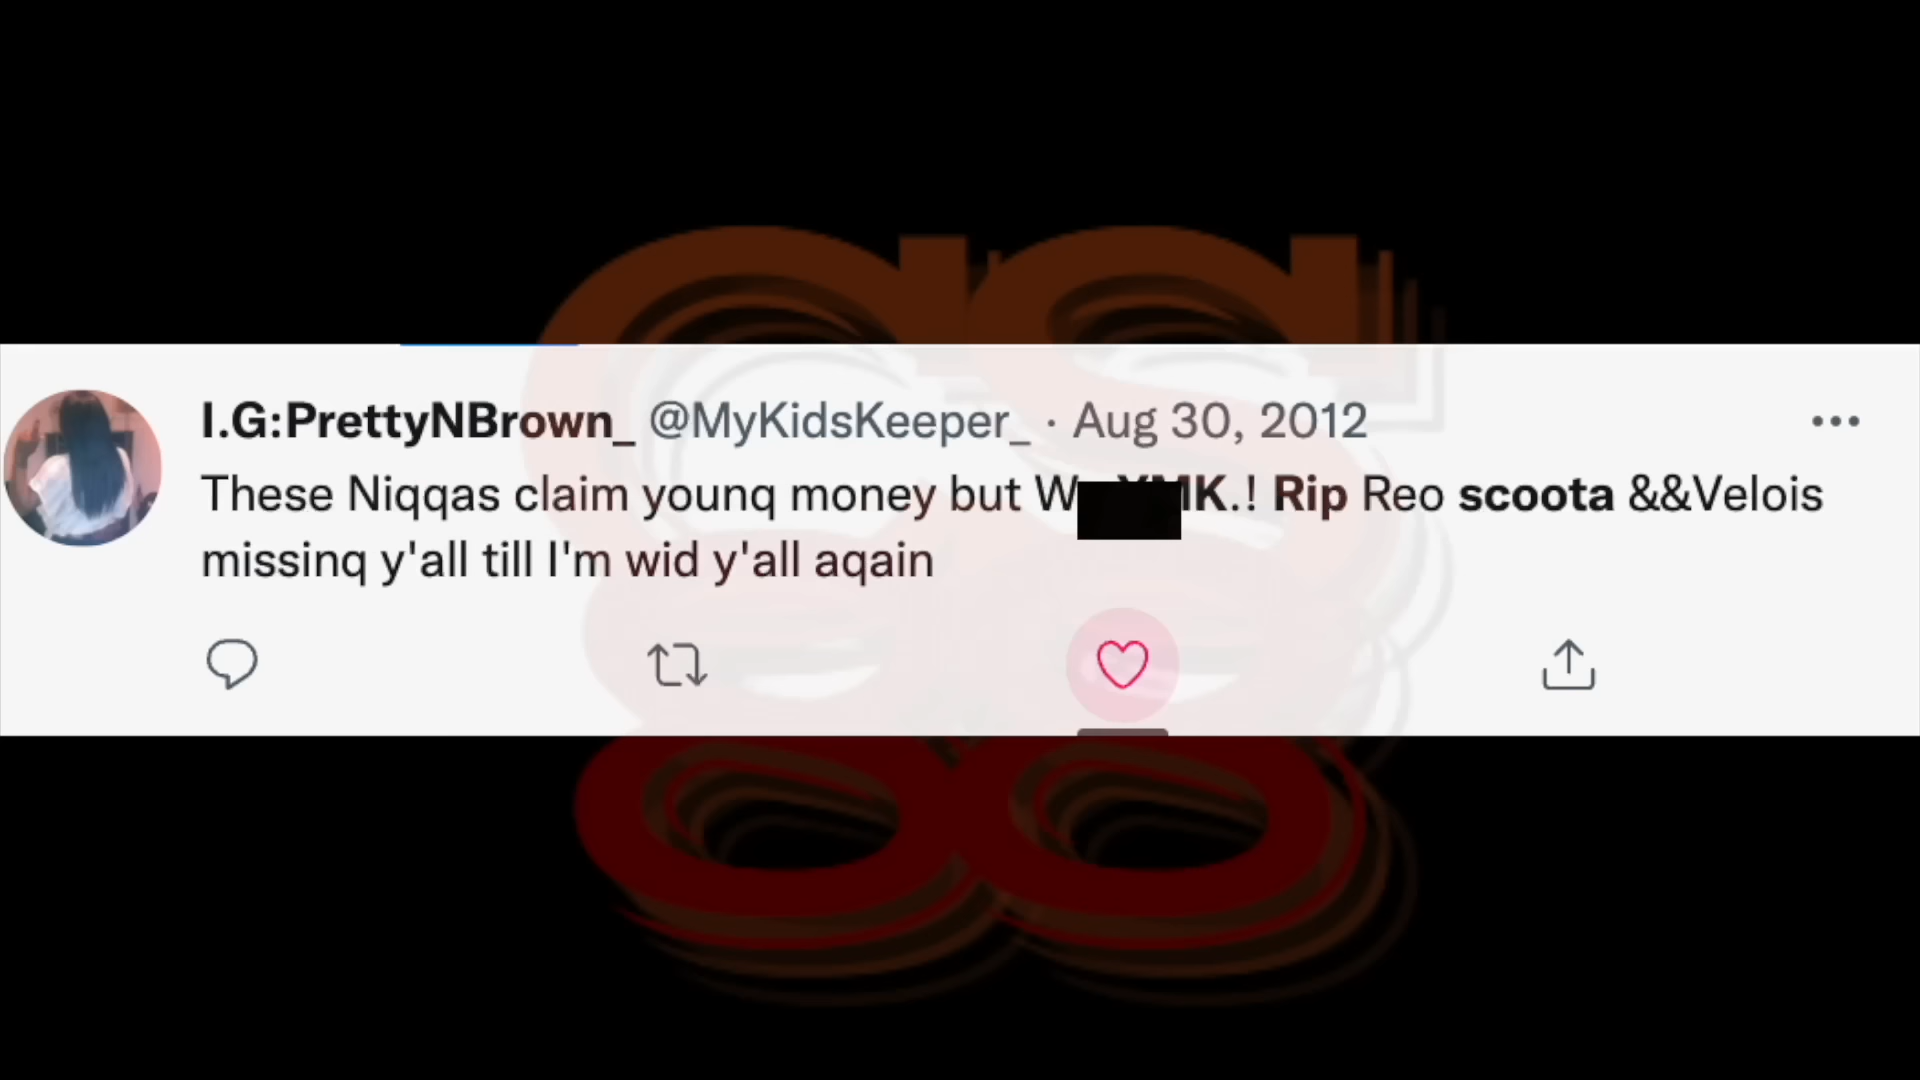 I.G:PrettyNBrown_ @MyKidsKeeper_ · Aug 30, 2012
These Niqqas claim younq money but MK.! Rip Reo scoota &&Velois
missinq y'all till I'm wid y'all aqain